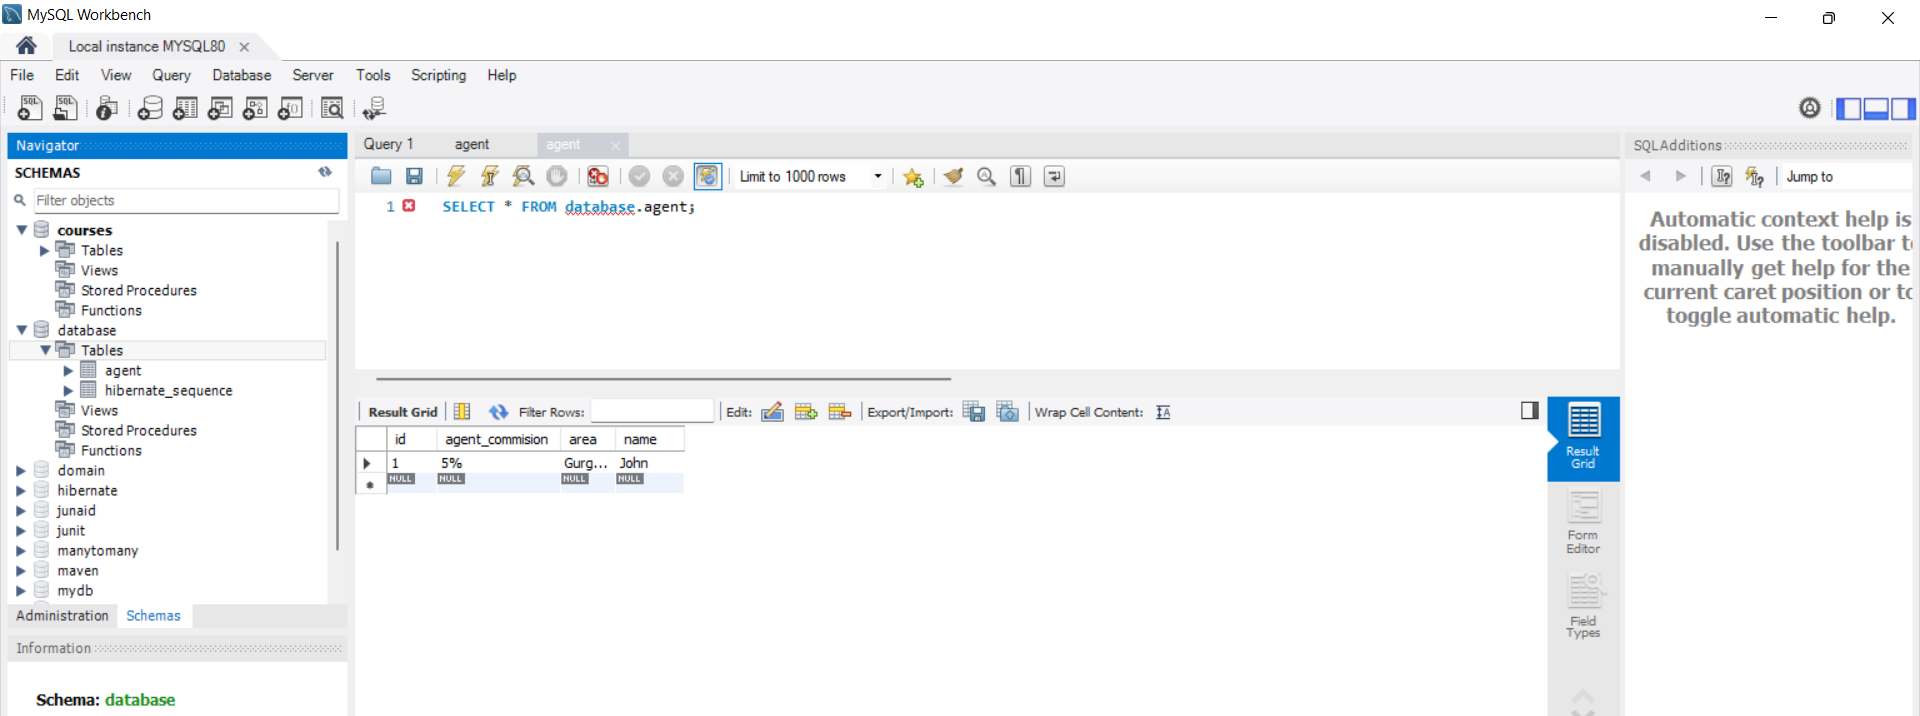 MySQL Workbench
Local instance MYSQL80
File Edit View Query Database Server Tools Scripting Help
Navigator
SCHEMAS
Filter objects
courses
Tables
Views
Stored Procedures
Functions
database
Tables
agent
hibernate_sequence
Views
Stored Procedures
Functions
domain
hibernate
junaid
junit
manytomany
maven
mydb
Administration Schemas
Information
Schema: database
Query 1 agent agent
Limit to 1000 rows
1 SELECT * FROM database.agent;
Result Grid Filter Rows: Edit: Export/Import: Wrap Cell Content:
id agent_commision area name
1 5% Gurg... John
NULL NULL NULL NULL
Result
Grid
Form
Editor
Field
Types
SQLAdditions
Jump to
Automatic context help is
disabled. Use the toolbar t
manually get help for the
current caret position or to
toggle automatic help.